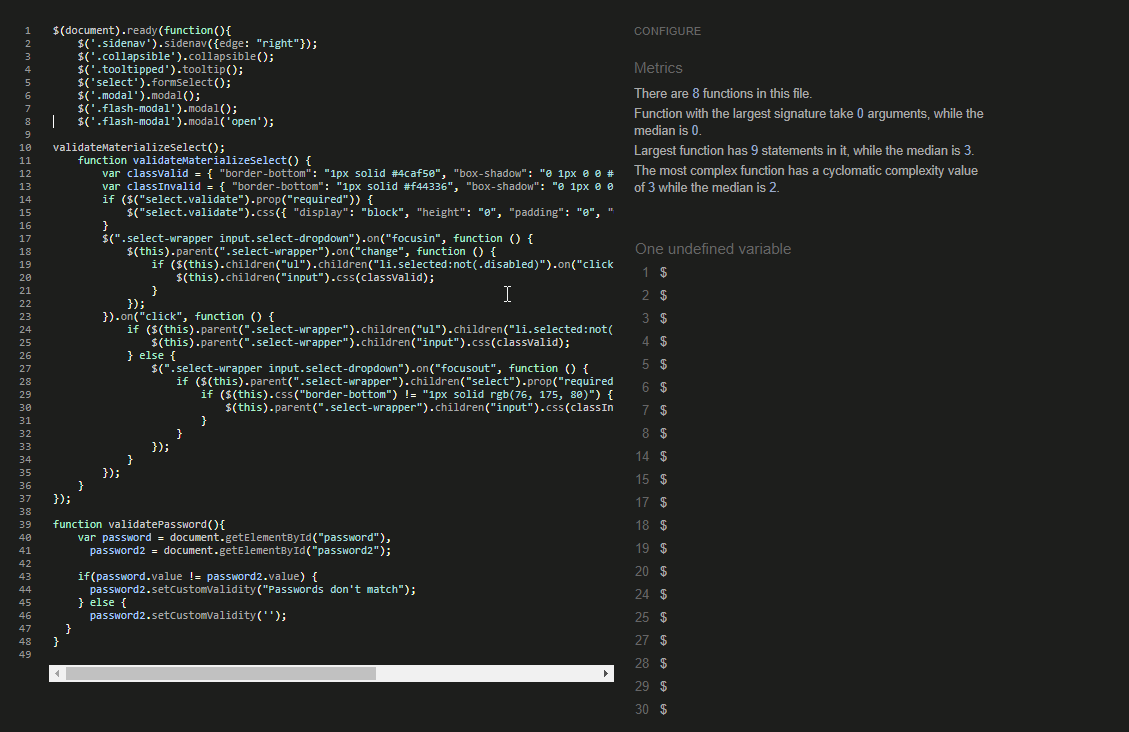 1 $(document).ready(function(){
2 $('.sidenav').sidenav({edge: "right"});
3 $('.collapsible').collapsible();
4 $('.tooltipped').tooltip();
5 $('select').formSelect();
6 $('.modal').modal();
7 $('.flash-modal').modal();
8 $('.flash-modal').modal('open');
9
10 validateMaterializeSelect();
11 function validateMaterializeSelect() {
12 var classValid = { "border-bottom": "1px solid #4caf50", "box-shadow": "0 1px 0 0 #
13 var classInvalid = { "border-bottom": "1px solid #f44336", "box-shadow": "0 1px 0 0
14 if ($("select.validate").prop("required")) {
15 $("select.validate").css({ "display": "block", "height": "0", "padding": "0", "
16 }
17 $(".select-wrapper input.select-dropdown").on("focusin", function () {
18 $(this).parent(".select-wrapper").on("change", function () {
19 if ($(this).children("ul").children("li.selected:not(.disabled)").on("click
20 $(this).children("input").css(classValid);
21 }
22 });
23 }).on("click", function () {
24 if ($(this).parent(".select-wrapper").children("ul").children("li.selected:not(
25 $(this).parent(".select-wrapper").children("input").css(classValid);
26 } else {
27 $(".select-wrapper input.select-dropdown").on("focusout", function () {
28 if ($(this).parent(".select-wrapper").children("select").prop("required
29 if ($(this).css("border-bottom") != "1px solid rgb(76, 175, 80)") {
30 $(this).parent(".select-wrapper").children("input").css(classIn
31 }
32 }
33 });
34 }
35 });
36 }
37 });
38
39 function validatePassword(){
40 var password = document.getElementById("password"),
41 password2 = document.getElementById("password2");
42
43 if(password.value != password2.value) {
44 password2.setCustomValidity("Passwords don't match");
45 } else {
46 password2.setCustomValidity('');
47 }
48 }
49
CONFIGURE
Metrics
There are 8 functions in this file.
Function with the largest signature take 0 arguments, while the
median is 0.
Largest function has 9 statements in it, while the median is 3.
The most complex function has a cyclomatic complexity value
of 3 while the median is 2.
One undefined variable
1 $
2 $
3 $
4 $
5 $
6 $
7 $
8 $
14 $
15 $
17 $
18 $
19 $
20 $
24 $
25 $
27 $
28 $
29 $
30 $